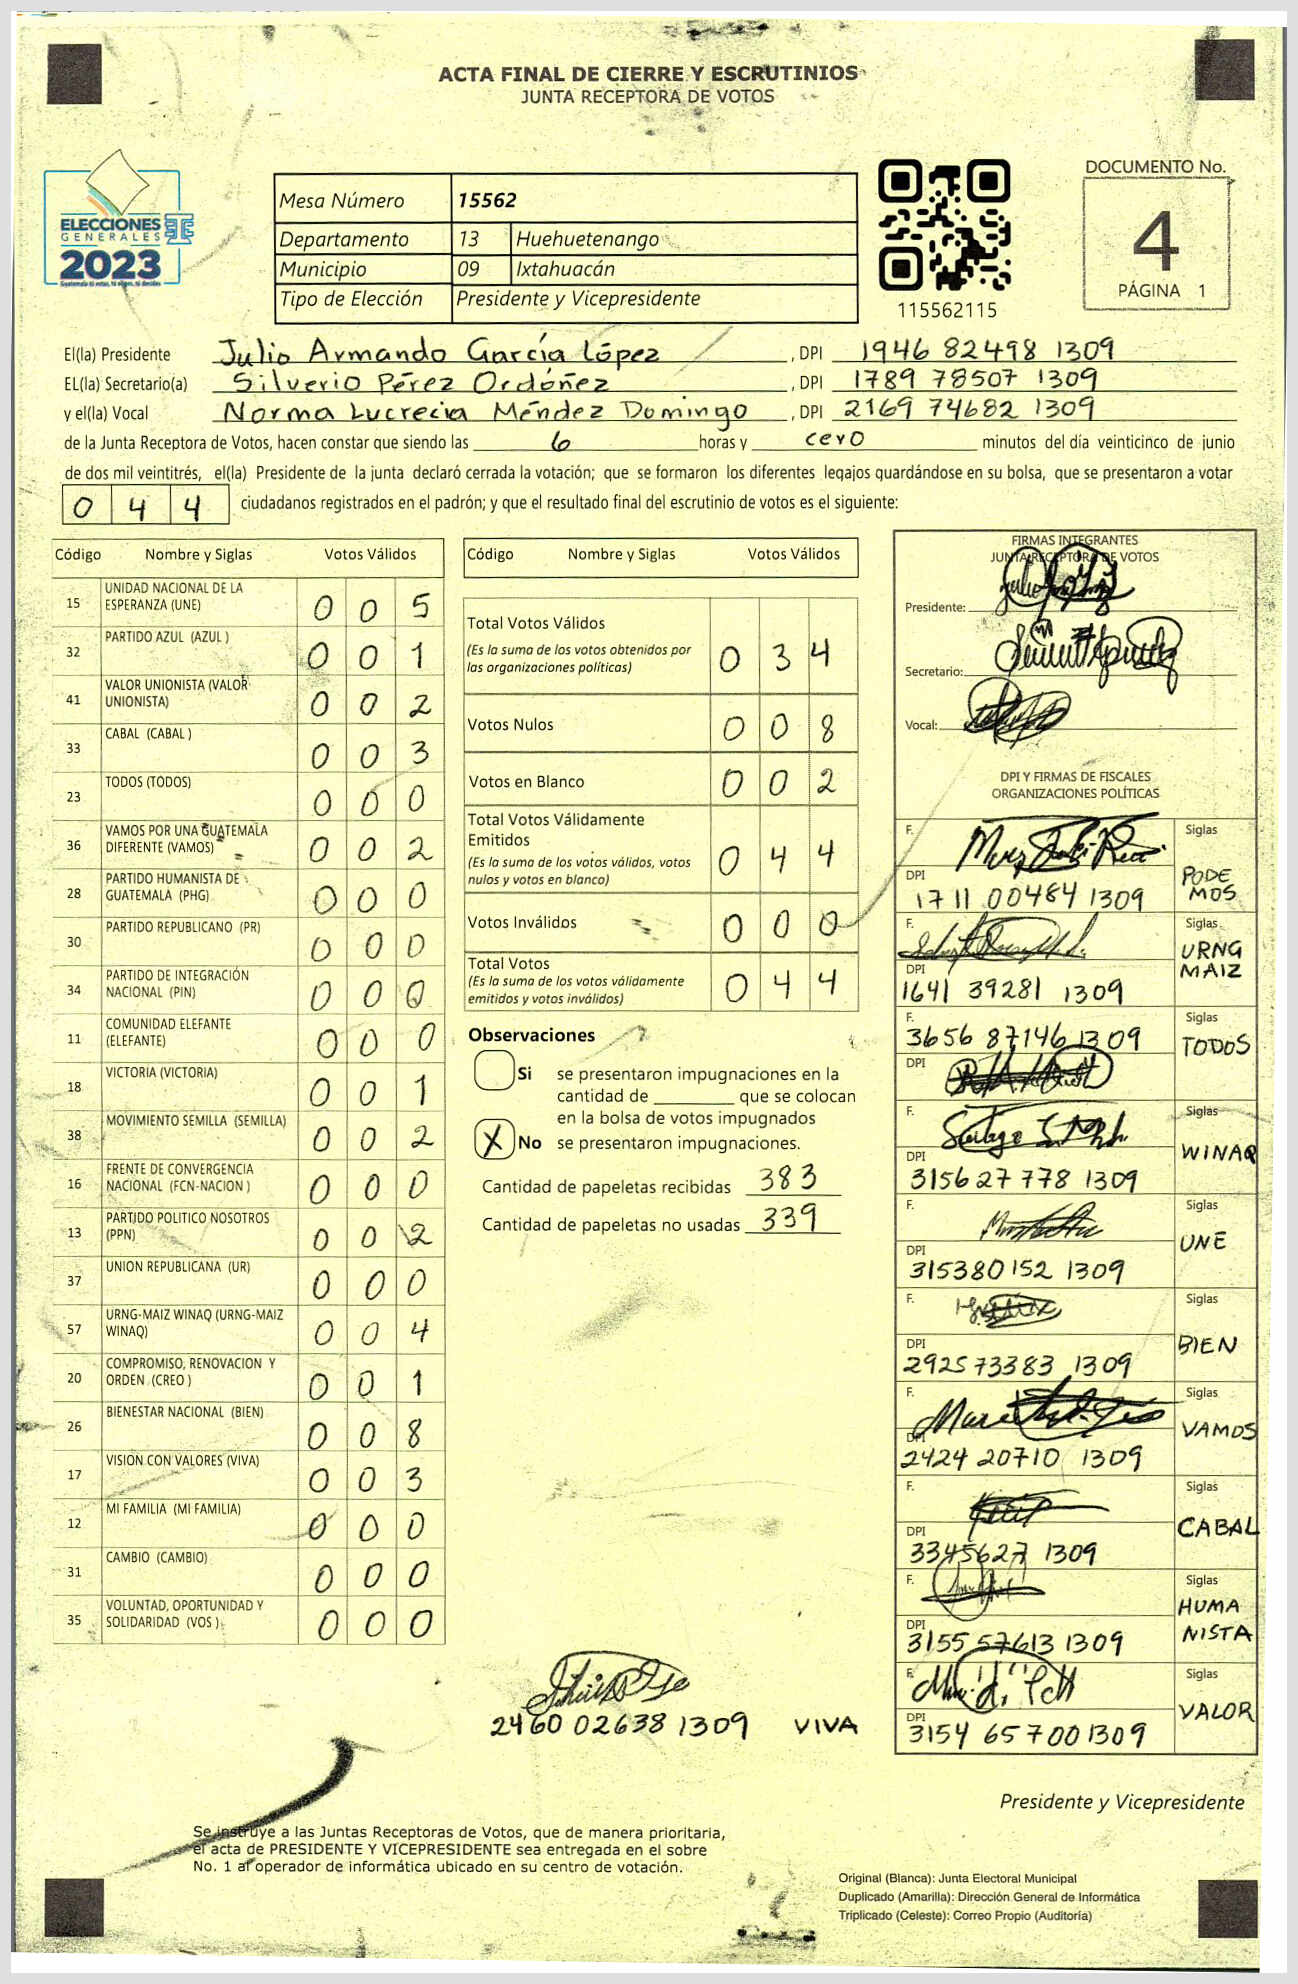 ACTA FINAL DE CIERRE Y ESCRUTINIOS
JUNTA RECEPTORA DE VOTOS
ELECCIONES
GENERALES
2023
Guatemala tú votas, tú eliges, tú decides
Mesa Número 15562
Departamento 13 Huehuetenango
Municipio 09 Ixtahuacán
Tipo de Elección Presidente y Vicepresidente
115562115
DOCUMENTO No.
4
PÁGINA 1
El(la) Presidente Julio Armando García López , DPI 1946 82498 1309
EL(la) Secretario(a) Silverio Pérez Ordóñez , DPI 1789 78507 1309
y el(la) Vocal Norma Lucrecia Méndez Domingo , DPI 2169 74682 1309
de la Junta Receptora de Votos, hacen constar que siendo las 6 horas y cero minutos del día veinticinco de junio
de dos mil veintitrés, el(la) Presidente de la junta declaró cerrada la votación; que se formaron los diferentes legajos guardándose en su bolsa, que se presentaron a votar
0 4 4 ciudadanos registrados en el padrón; y que el resultado final del escrutinio de votos es el siguiente:
Código Nombre y Siglas Votos Válidos
15 UNIDAD NACIONAL DE LA
ESPERANZA (UNE) 0 0 5
32 PARTIDO AZUL (AZUL ) 0 0 1
41 VALOR UNIONISTA (VALOR
UNIONISTA) 0 0 2
33 CABAL (CABAL ) 0 0 3
23 TODOS (TODOS) 0 0 0
36 VAMOS POR UNA GUATEMALA
DIFERENTE (VAMOS) 0 0 2
28 PARTIDO HUMANISTA DE
GUATEMALA (PHG) 0 0 0
30 PARTIDO REPUBLICANO (PR) 0 0 0
34 PARTIDO DE INTEGRACIÓN
NACIONAL (PIN) 0 0 0
11 COMUNIDAD ELEFANTE
(ELEFANTE) 0 0 0
18 VICTORIA (VICTORIA) 0 0 1
38 MOVIMIENTO SEMILLA (SEMILLA) 0 0 2
16 FRENTE DE CONVERGENCIA
NACIONAL (FCN-NACION ) 0 0 0
13 PARTIDO POLITICO NOSOTROS
(PPN) 0 0 2
37 UNION REPUBLICANA (UR) 0 0 0
57 URNG-MAIZ WINAQ (URNG-MAIZ
WINAQ) 0 0 4
20 COMPROMISO, RENOVACION Y
ORDEN (CREO ) 0 0 1
26 BIENESTAR NACIONAL (BIEN) 0 0 8
17 VISION CON VALORES (VIVA) 0 0 3
12 MI FAMILIA (MI FAMILIA) 0 0 0
31 CAMBIO (CAMBIO) 0 0 0
35 VOLUNTAD, OPORTUNIDAD Y
SOLIDARIDAD (VOS ) 0 0 0
Código Nombre y Siglas Votos Válidos
Total Votos Válidos
(Es la suma de los votos obtenidos por
las organizaciones políticas) 0 3 4
Votos Nulos 0 0 8
Votos en Blanco 0 0 2
Total Votos Válidamente
Emitidos
(Es la suma de los votos válidos, votos
nulos y votos en blanco) 0 4 4
Votos Inválidos 0 0 0
Total Votos
(Es la suma de los votos válidamente
emitidos y votos inválidos) 0 4 4
Observaciones
Si se presentaron impugnaciones en la
cantidad de ________ que se colocan
en la bolsa de votos impugnados
X No se presentaron impugnaciones.
Cantidad de papeletas recibidas 383
Cantidad de papeletas no usadas 339
2460 02638 1309 VIVA
FIRMAS INTEGRANTES
JUNTA RECEPTORA DE VOTOS
Presidente:
Secretario:
Vocal:
DPI Y FIRMAS DE FISCALES
ORGANIZACIONES POLÍTICAS
F. Siglas
DPI PODE
1711 00484 1309 MOS
F. Siglas
URNG
DPI MAIZ
1641 39281 1309
F. Siglas
3656 87146 1309 TODOS
DPI
F. Siglas
DPI WINAQ
3156 27 778 1309
F. Siglas
DPI UNE
315380152 1309
F. Siglas
DPI BIEN
2925 73383 1309
F. Siglas
DPI VAMOS
2424 20710 1309
F. Siglas
DPI CABAL
3345627 1309
F. Siglas
HUMA
DPI NISTA
3155 57613 1309
F. Siglas
DPI VALOR
3154 65700 1309
Presidente y Vicepresidente
Se instruye a las Juntas Receptoras de Votos, que de manera prioritaria,
el acta de PRESIDENTE Y VICEPRESIDENTE sea entregada en el sobre
No. 1 al operador de informática ubicado en su centro de votación.
Original (Blanca): Junta Electoral Municipal
Duplicado (Amarilla): Dirección General de Informática
Triplicado (Celeste): Correo Propio (Auditoría)